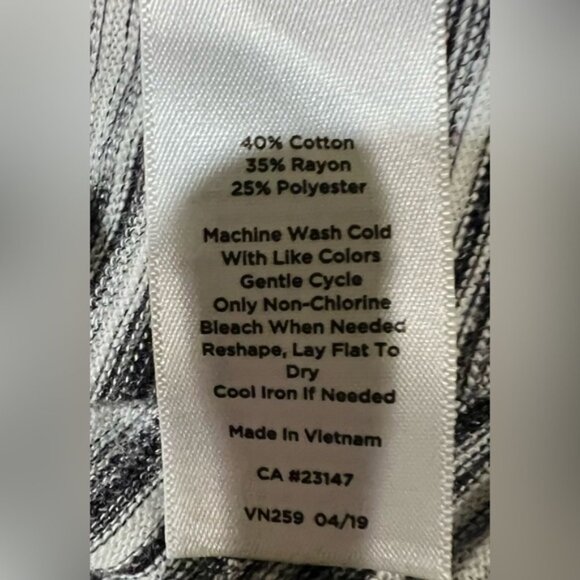 40% Cotton
35% Rayon
25% Polyester
Machine Wash Cold
With Like Colors
Gentle Cycle
Only Non-Chlorine
Bleach When Needed
Reshape, Lay Flat To
Dry
Cool Iron If Needed
Made In Vietnam
CA #23147
VN259 04/19